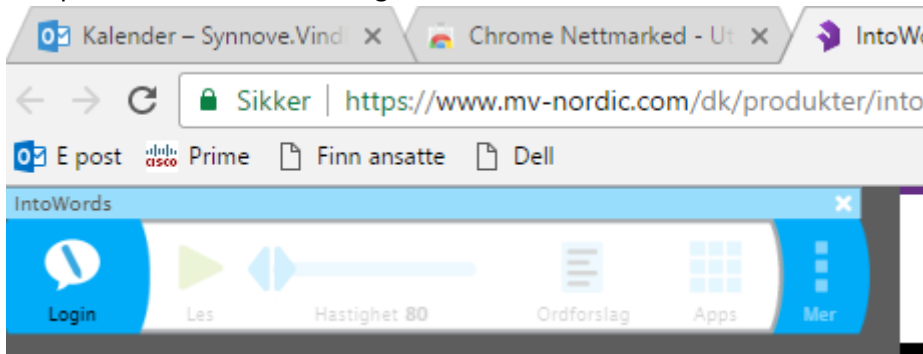 Kalender – Synnove.Vind
Chrome Nettmarked - Ut
IntoWo
Sikker | https://www.mv-nordic.com/dk/produkter/into
E post
cisco Prime
Finn ansatte
Dell
IntoWords
Login
Les
Hastighet 80
Ordforslag
Apps
Mer